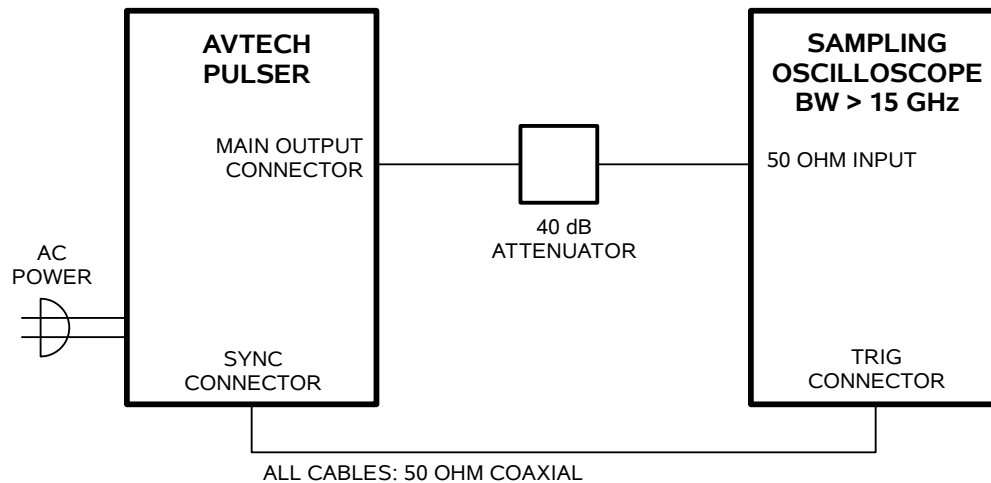 AVTECH
PULSER
MAIN OUTPUT
CONNECTOR
AC
POWER
SYNC
CONNECTOR
40 dB
ATTENUATOR
SAMPLING
OSCILLOSCOPE
BW > 15 GHz
50 OHM INPUT
TRIG
CONNECTOR
ALL CABLES: 50 OHM COAXIAL